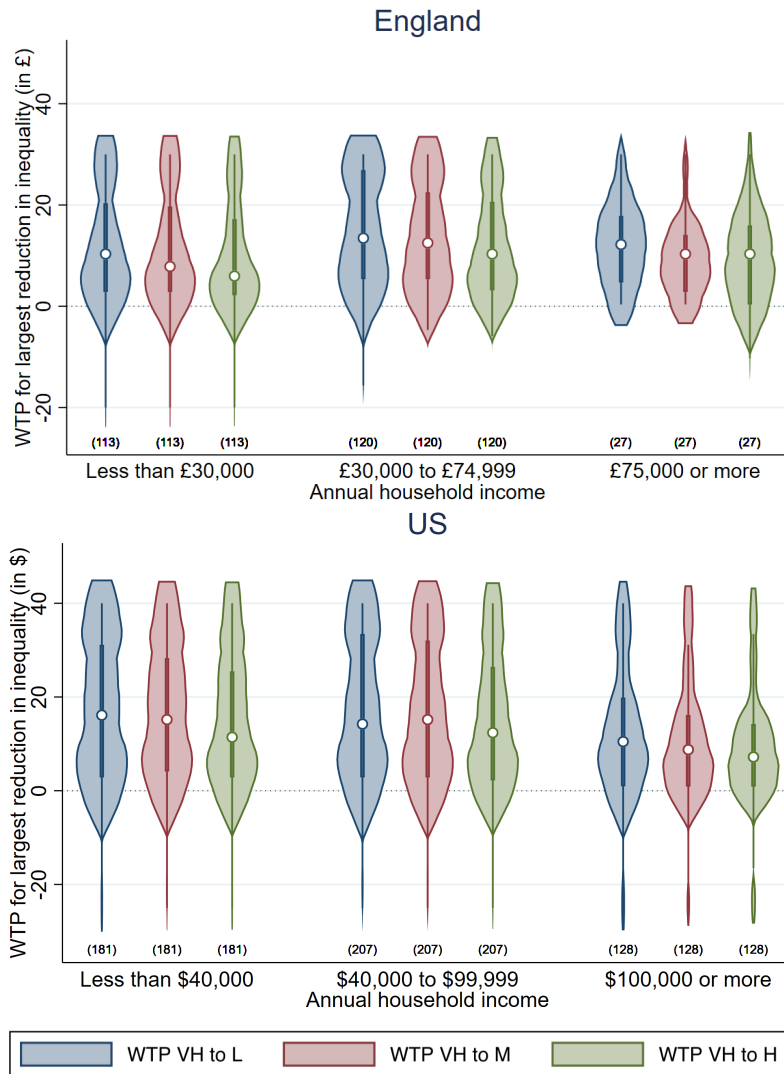 England
WTP for largest reduction in inequality (in £)
40
20
0
-20
(113) (113) (113) (120) (120) (120) (27) (27) (27)
Less than £30,000 £30,000 to £74,999 £75,000 or more
Annual household income
US
WTP for largest reduction in inequality (in $)
40
20
0
-20
(181) (181) (181) (207) (207) (207) (128) (128) (128)
Less than $40,000 $40,000 to $99,999 $100,000 or more
Annual household income
WTP VH to L WTP VH to M WTP VH to H